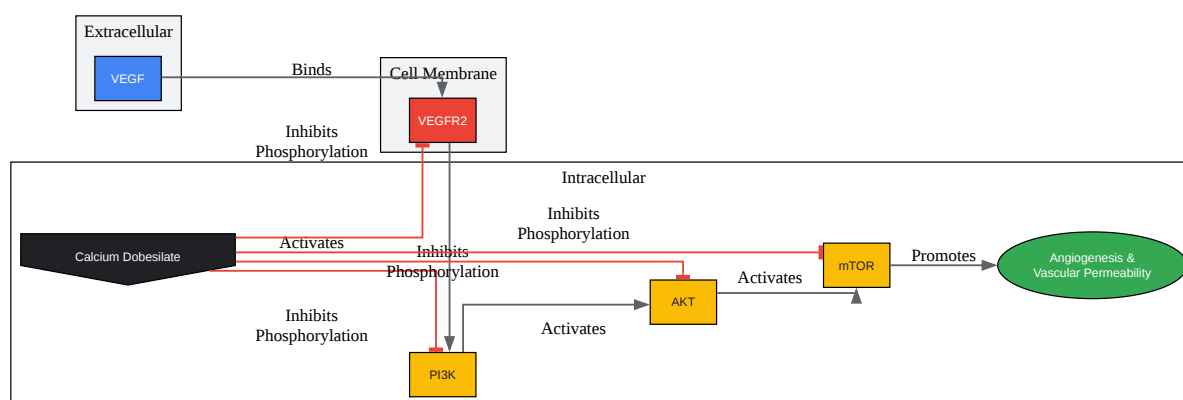 Extracellular
VEGF
Binds
Cell Membrane
VEGFR2
Inhibits
Phosphorylation
Intracellular
Inhibits
Phosphorylation
Calcium Dobesilate
Activates
Inhibits
Phosphorylation
mTOR
Promotes
Angiogenesis &
Vascular Permeability
AKT
Activates
Inhibits
Phosphorylation
Activates
PI3K